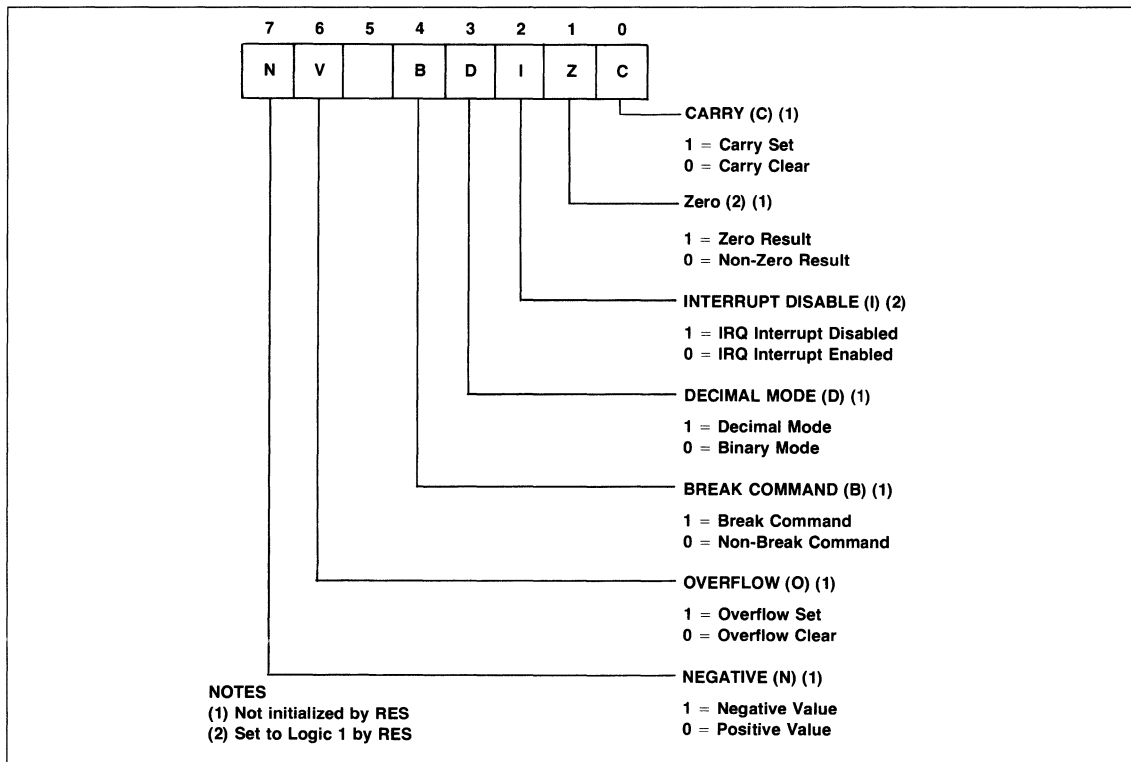 7 6 5 4 3 2 1 0
N V B D I Z C
CARRY (C) (1)
1 = Carry Set
0 = Carry Clear
Zero (2) (1)
1 = Zero Result
0 = Non-Zero Result
INTERRUPT DISABLE (I) (2)
1 = IRQ Interrupt Disabled
0 = IRQ Interrupt Enabled
DECIMAL MODE (D) (1)
1 = Decimal Mode
0 = Binary Mode
BREAK COMMAND (B) (1)
1 = Break Command
0 = Non-Break Command
OVERFLOW (O) (1)
1 = Overflow Set
0 = Overflow Clear
NEGATIVE (N) (1)
1 = Negative Value
0 = Positive Value
NOTES
(1) Not initialized by RES
(2) Set to Logic 1 by RES